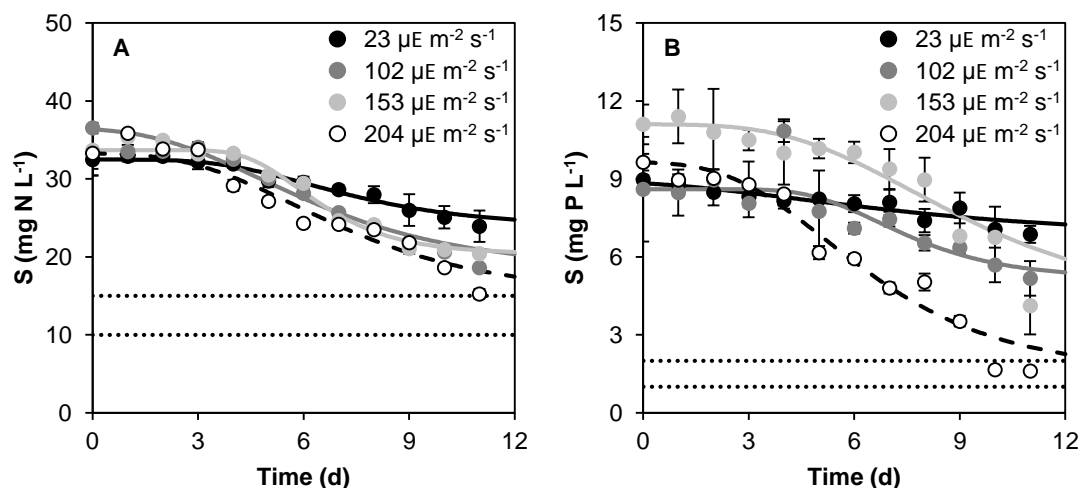 A
23 µE m-2 s-1
102 µE m-2 s-1
153 µE m-2 s-1
204 µE m-2 s-1
S (mg N L-1)
50
40
30
20
10
0
0 3 6 9 12
Time (d)
B
23 µE m-2 s-1
102 µE m-2 s-1
153 µE m-2 s-1
204 µE m-2 s-1
S (mg P L-1)
15
12
9
6
3
0
0 3 6 9 12
Time (d)